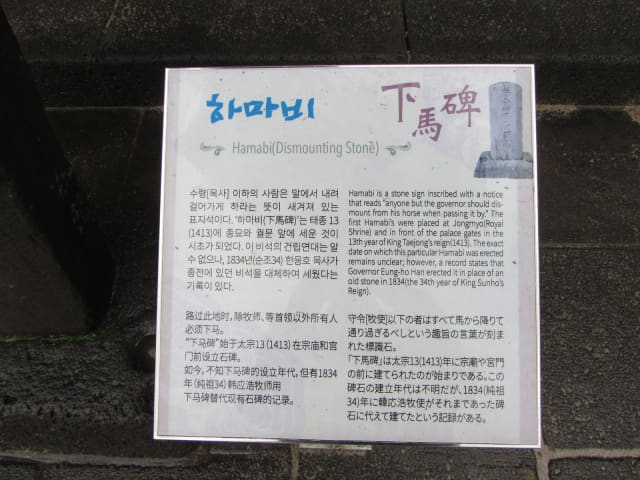 하마비
下馬碑
Hamabi(Dismounting Stone)
수령[목사] 이하의 사람은 말에서 내려
걸어가게 하라는 뜻이 새겨져 있는
표지석이다. '하마비(下馬碑)'는 태종 13
(1413)에 종묘와 궐문 앞에 세운 것이
시초가 되었다. 이 비석의 건립연대는 알
수 없으나, 1834년(순조34) 한응호 목사가
종전에 있던 비석을 대체하여 세웠다는
기록이 있다.
Hamabi is a stone sign inscribed with a notice
that reads "anyone but the governor should dis-
mount from his horse when passing it by." The
first Hamabi's were placed at Jongmyo(Royal
Shrine) and in front of the palace gates in the
13th year of King Taejong's reign(1413). The exact
date on which this particular Hamabi was erected
remains unclear; however, a record states that
Governor Eung-ho Han erected it in place of an
old stone in 1834(the 34th year of King Sunho's
Reign).
路过此地时, 除牧师、等首领以外所有人
必须下马。
"下马碑" 始于太宗13 (1413) 在宗庙和宫
门前设立石碑。
如今, 不知下马碑的设立年代, 但有1834
年 (純祖34) 韩应浩牧师用
下马碑替代现有石碑的记录。
守令[牧使]以下の者はすべて馬から降りて
通り過ぎるべしという趣旨の言葉が刻ま
れた標識石。
「下馬碑」は太宗13(1413)年に宗廟や宮門
の前に建てられたのが始まりである。この
碑石の建立年代は不明だが、1834(純祖
34)年に韓応浩牧使がそれまであった碑
石に代えて建てたという記録がある。